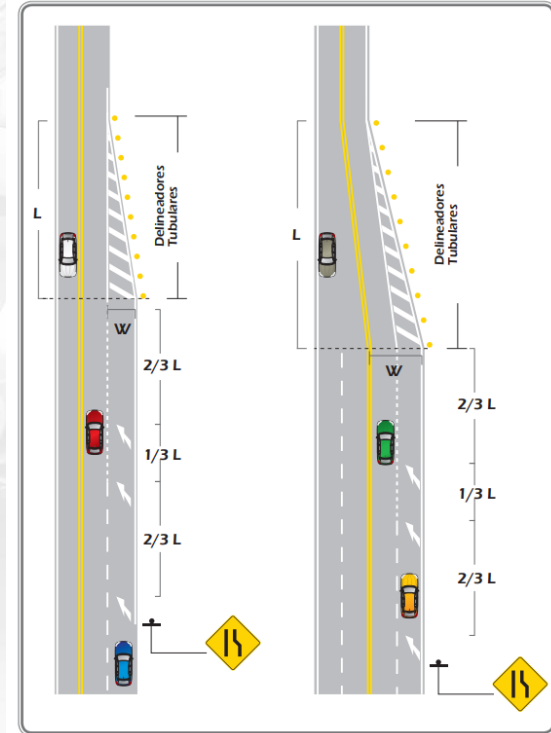 L
Delineadores
Tubulares
W
2/3 L
1/3 L
2/3 L
L
Delineadores
Tubulares
W
2/3 L
1/3 L
2/3 L